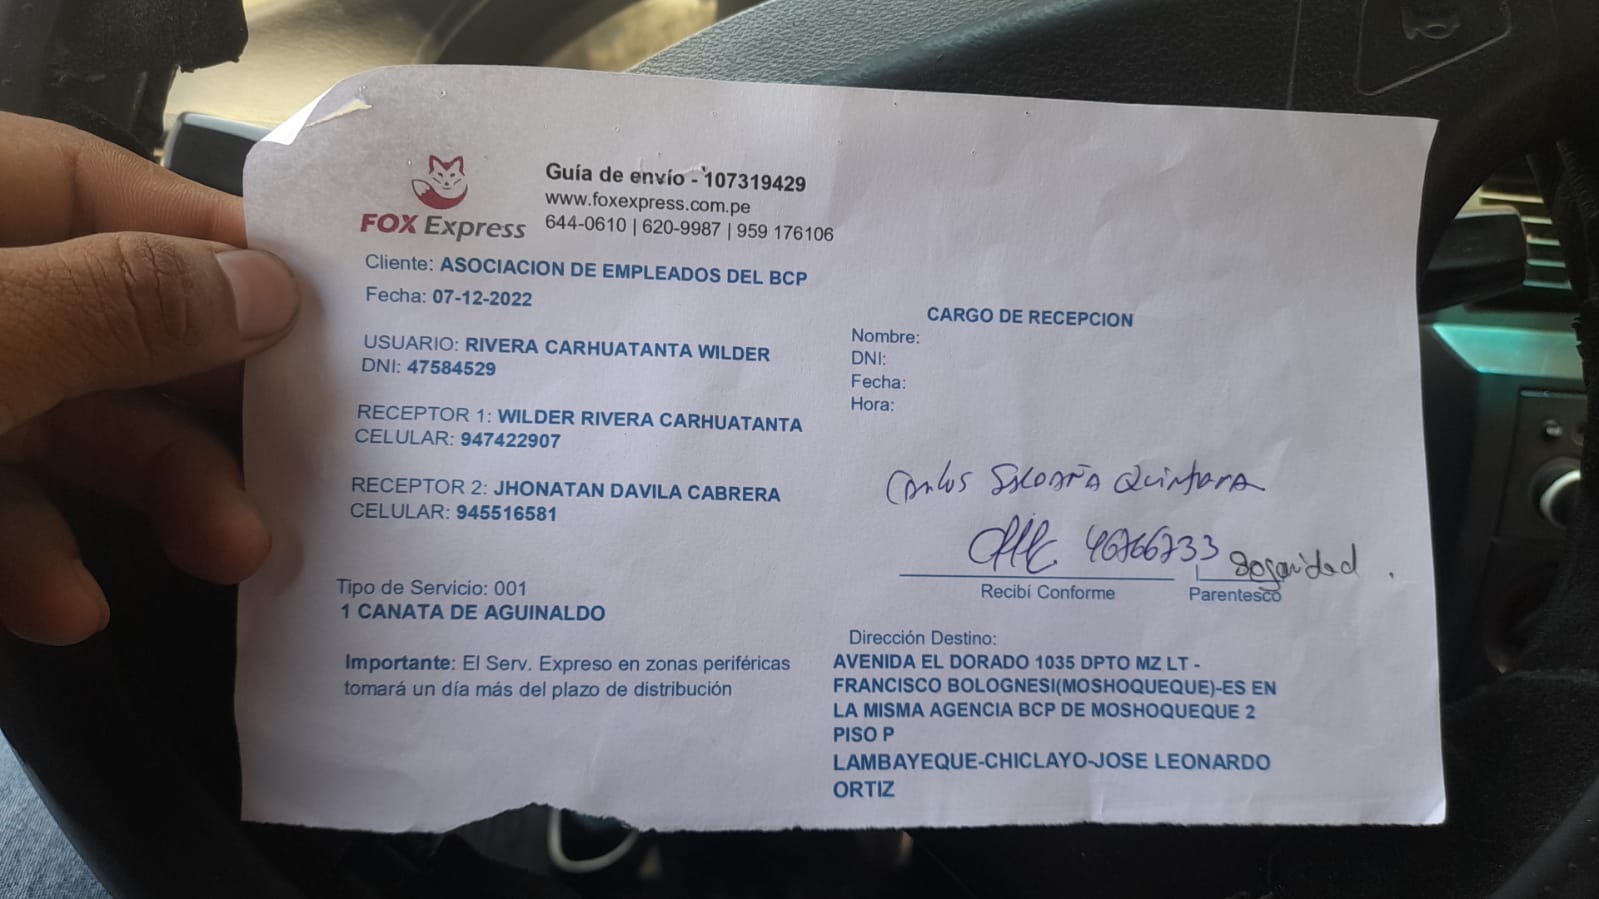 FOX Express
Guía de envío - 107319429
www.foxexpress.com.pe
644-0610 | 620-9987 | 959 176106
Cliente: ASOCIACION DE EMPLEADOS DEL BCP
Fecha: 07-12-2022
USUARIO: RIVERA CARHUATANTA WILDER
DNI: 47584529
RECEPTOR 1: WILDER RIVERA CARHUATANTA
CELULAR: 947422907
RECEPTOR 2: JHONATAN DAVILA CABRERA
CELULAR: 945516581
Tipo de Servicio: 001
1 CANATA DE AGUINALDO
Importante: El Serv. Expreso en zonas periféricas
tomará un día más del plazo de distribución
CARGO DE RECEPCION
Nombre:
DNI:
Fecha:
Hora:
Carlos Quintana
46766733 Seguridad
Recibí Conforme Parentesco
Dirección Destino:
AVENIDA EL DORADO 1035 DPTO MZ LT -
FRANCISCO BOLOGNESI(MOSHOQUEQUE)-ES EN
LA MISMA AGENCIA BCP DE MOSHOQUEQUE 2
PISO P
LAMBAYEQUE-CHICLAYO-JOSE LEONARDO
ORTIZ